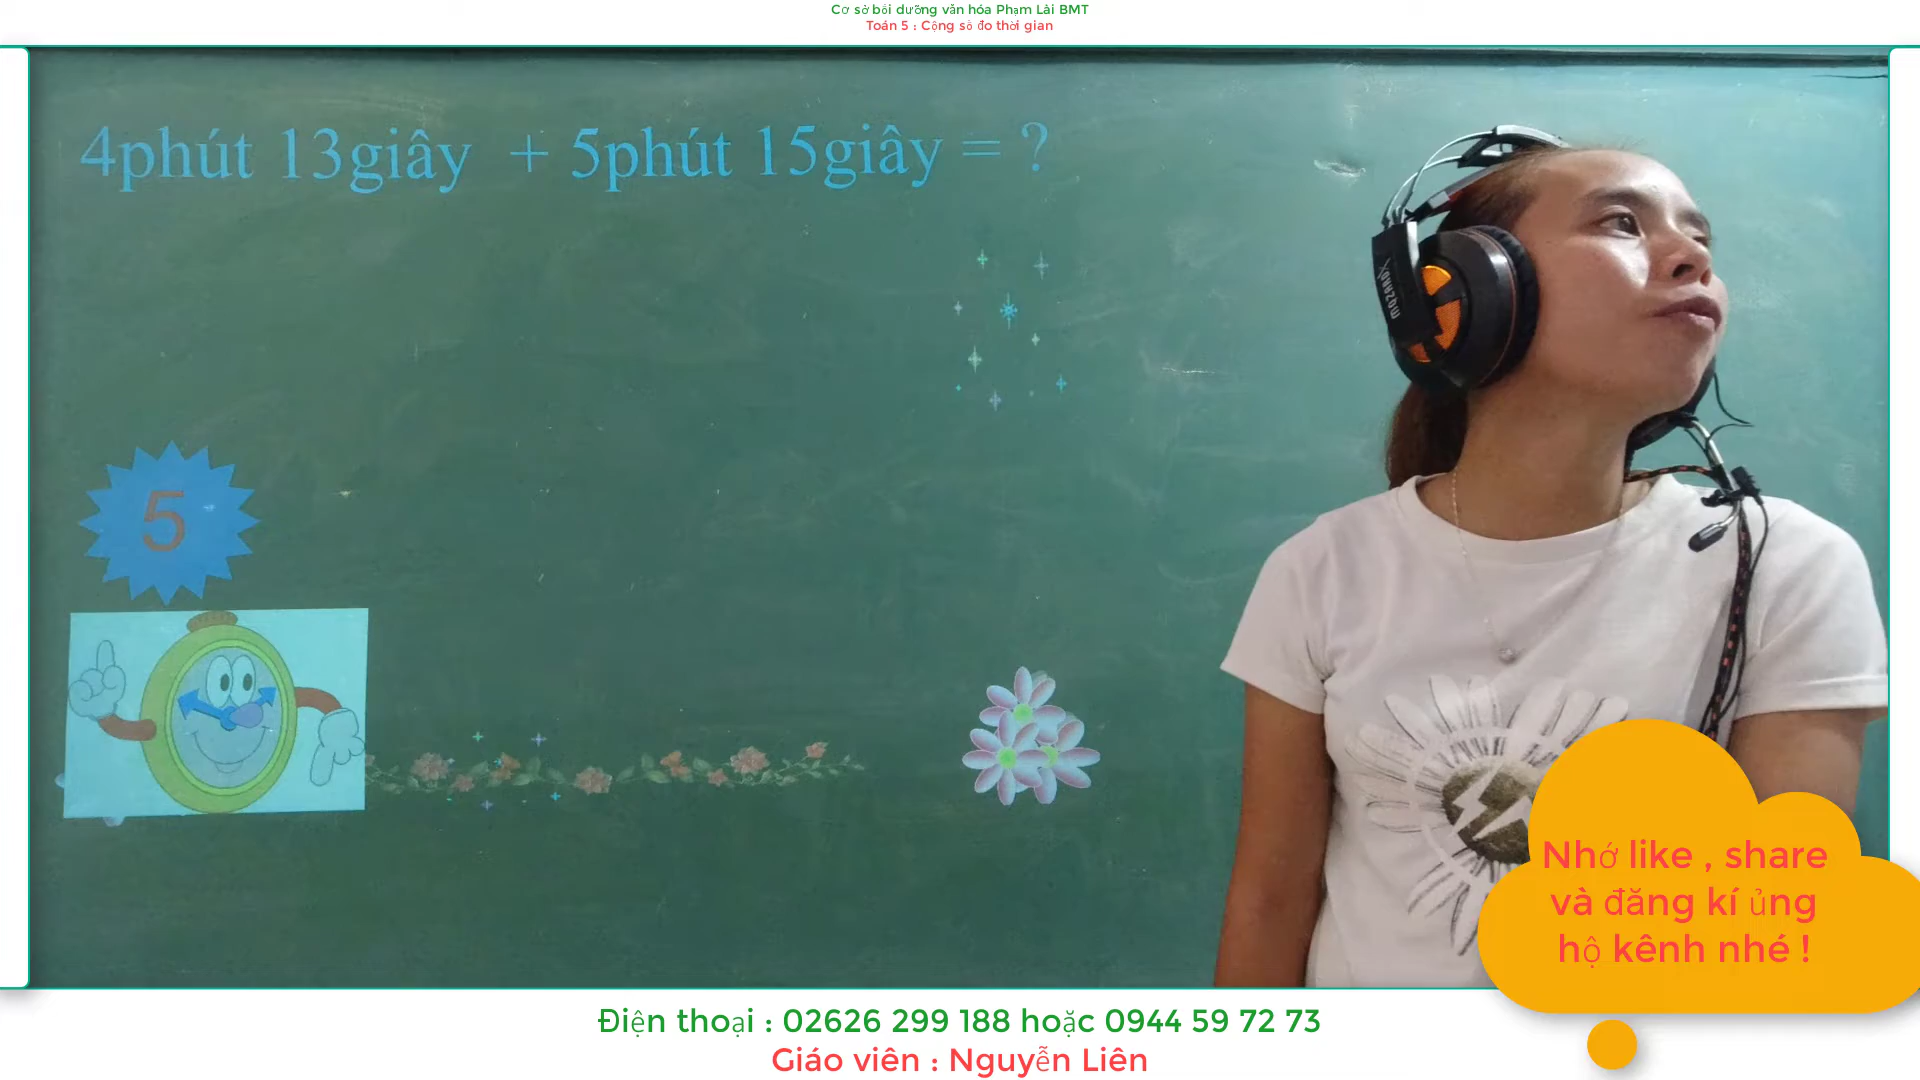 Cơ sở bồi dưỡng văn hóa Phạm Lài BMT
Toán 5 : Cộng số đo thời gian
4phút 13giây + 5phút 15giây = ?
MOZARDX
5
Nhớ like , share
và đăng kí ủng
hộ kênh nhé !
Điện thoại : 02626 299 188 hoặc 0944 59 72 73
Giáo viên : Nguyễn Liên